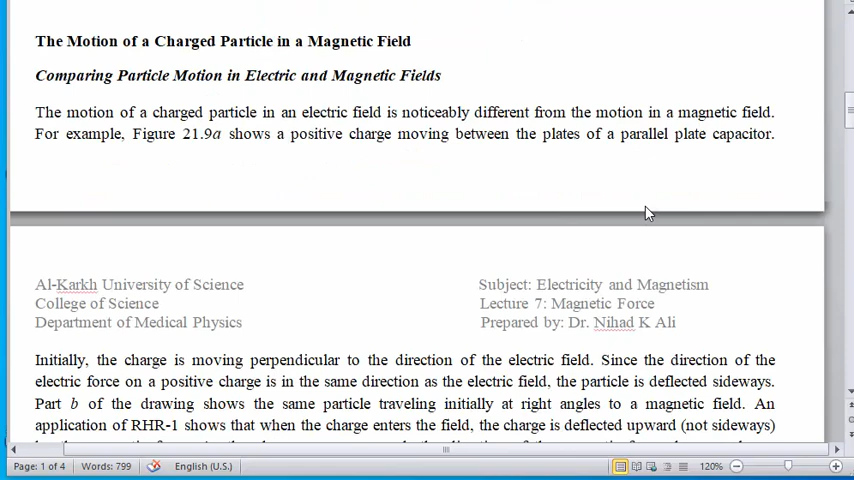 The Motion of a Charged Particle in a Magnetic Field
Comparing Particle Motion in Electric and Magnetic Fields
The motion of a charged particle in an electric field is noticeably different from the motion in a magnetic field.
For example, Figure 21.9a shows a positive charge moving between the plates of a parallel plate capacitor.
Al-Karkh University of Science
Subject: Electricity and Magnetism
College of Science
Lecture 7: Magnetic Force
Department of Medical Physics
Prepared by: Dr. Nihad K Ali
Initially, the charge is moving perpendicular to the direction of the electric field. Since the direction of the
electric force on a positive charge is in the same direction as the electric field, the particle is deflected sideways.
Part b of the drawing shows the same particle traveling initially at right angles to a magnetic field. An
application of RHR-1 shows that when the charge enters the field, the charge is deflected upward (not sideways)
Page: 1 of 4 Words: 799 English (U.S.) 120%